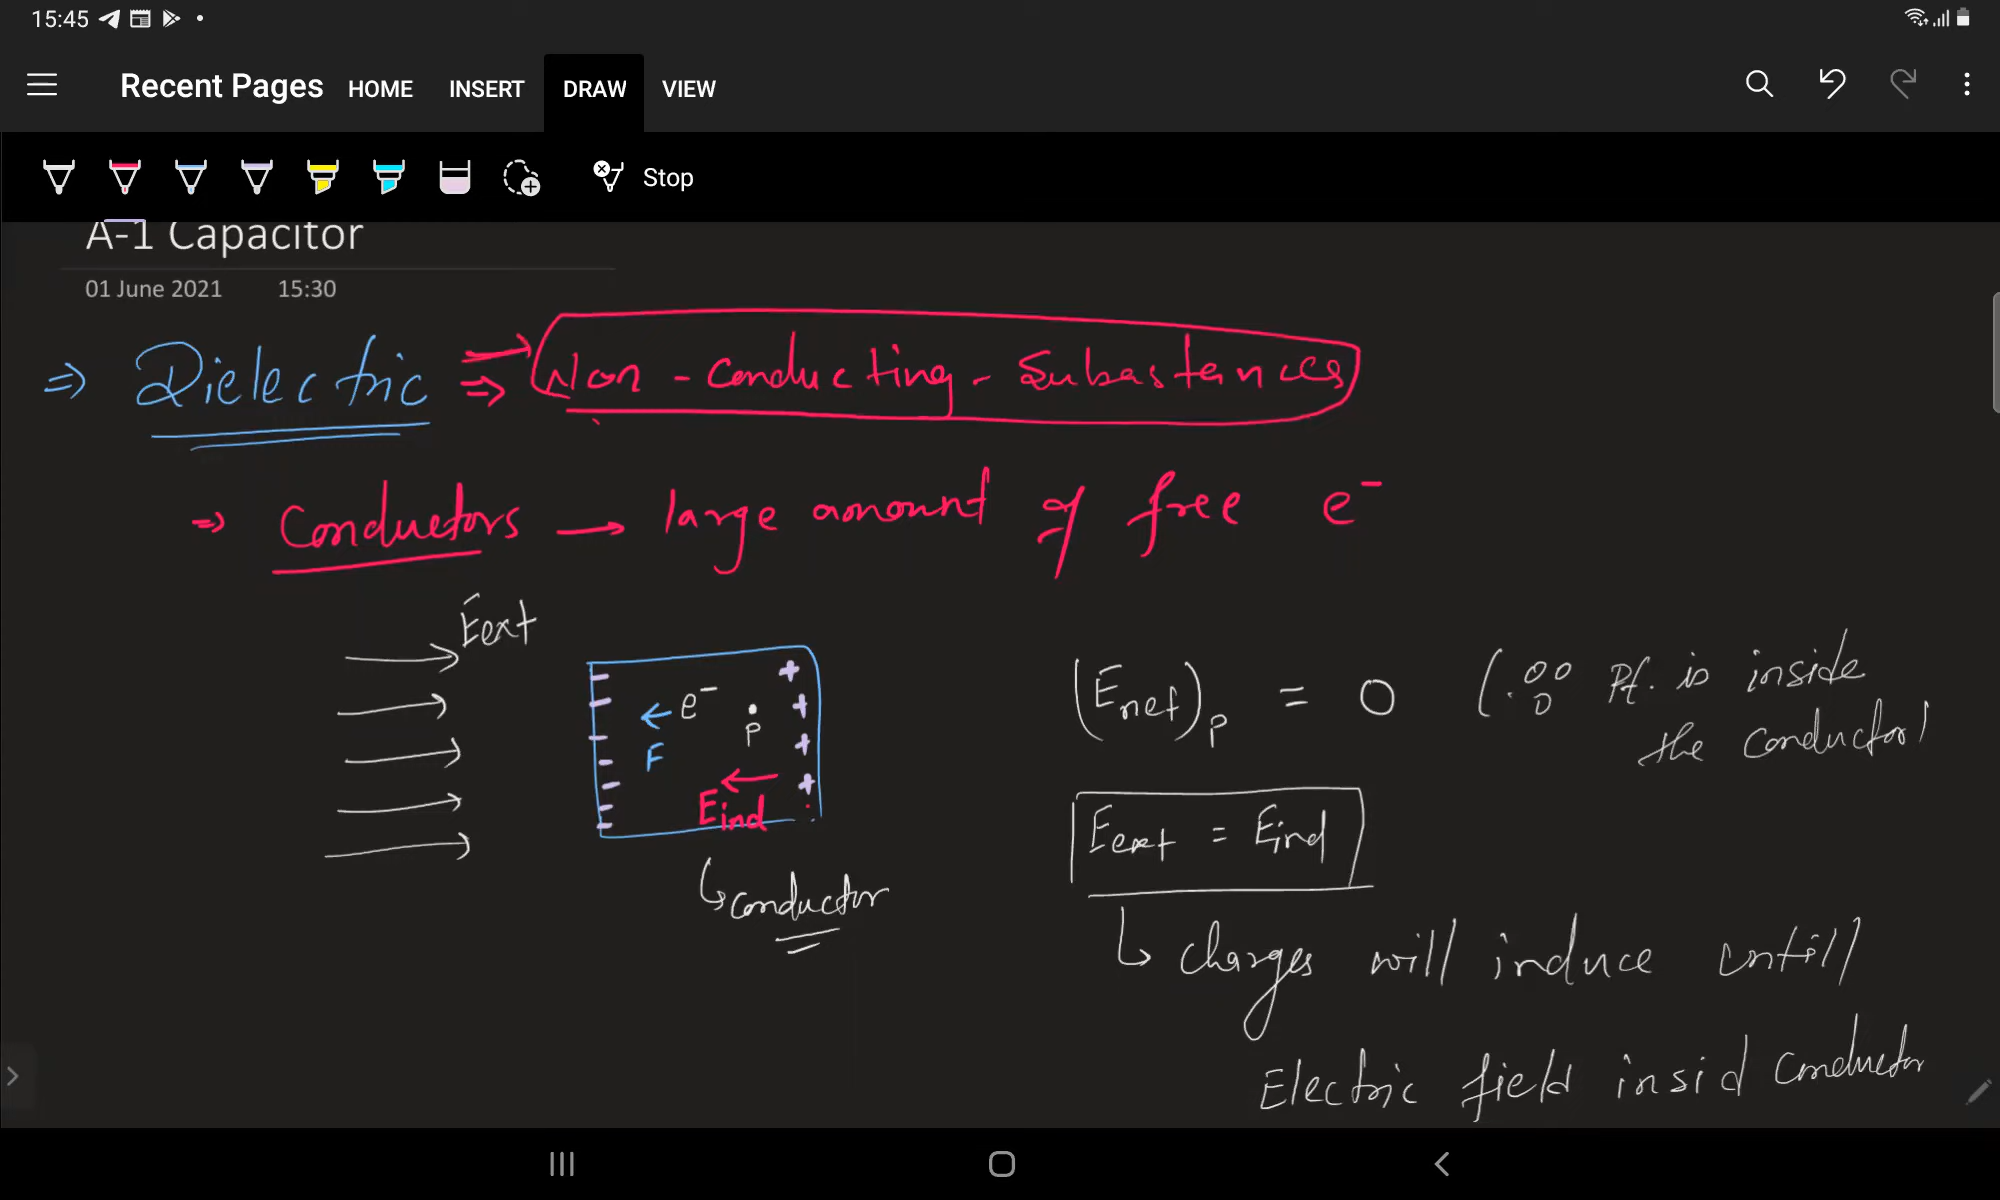 15:45
Recent Pages HOME INSERT DRAW VIEW
Stop
A-1 Capacitor
01 June 2021 15:30
⇒ Dielectric ⇒ Non - Conducting - Subastances
⇒ Conductors → large amount of free e⁻
Eext
e⁻
P
F
Eind
conductor
(Enet)p = 0 (∵ Pt. is inside
the conductor)
Eext = Eind
↳ charges will induce untill
Electric field insid conductor